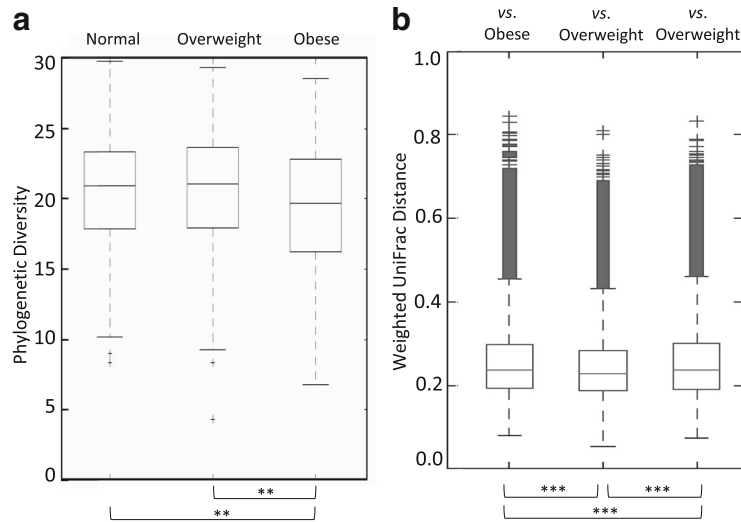 a
Normal Overweight Obese
Phylogenetic Diversity
30
25
20
15
10
5
0
**
**
b
vs. Obese
vs. Overweight
vs. Overweight
Weighted UniFrac Distance
1.0
0.8
0.6
0.4
0.2
0.0
*** ***
***